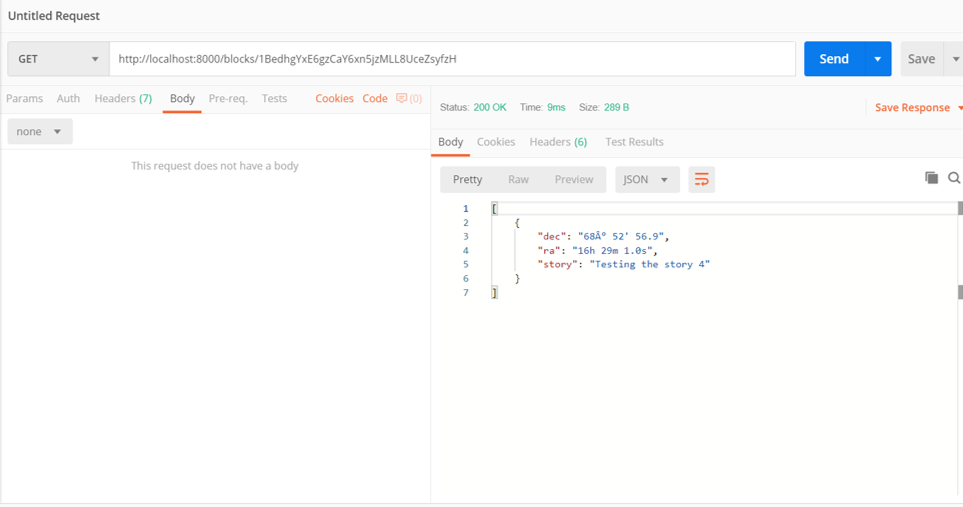 Untitled Request
GET http://localhost:8000/blocks/1BedhgYxE6gzCaY6xn5jzMLL8UceZsyfzH Send Save
Params Auth Headers (7) Body Pre-req. Tests Cookies Code (0)
none
This request does not have a body
Status: 200 OK Time: 9ms Size: 289 B Save Response
Body Cookies Headers (6) Test Results
Pretty Raw Preview JSON
1 [
2 {
3 "dec": "68Âº 52' 56.9",
4 "ra": "16h 29m 1.0s",
5 "story": "Testing the story 4"
6 }
7 ]